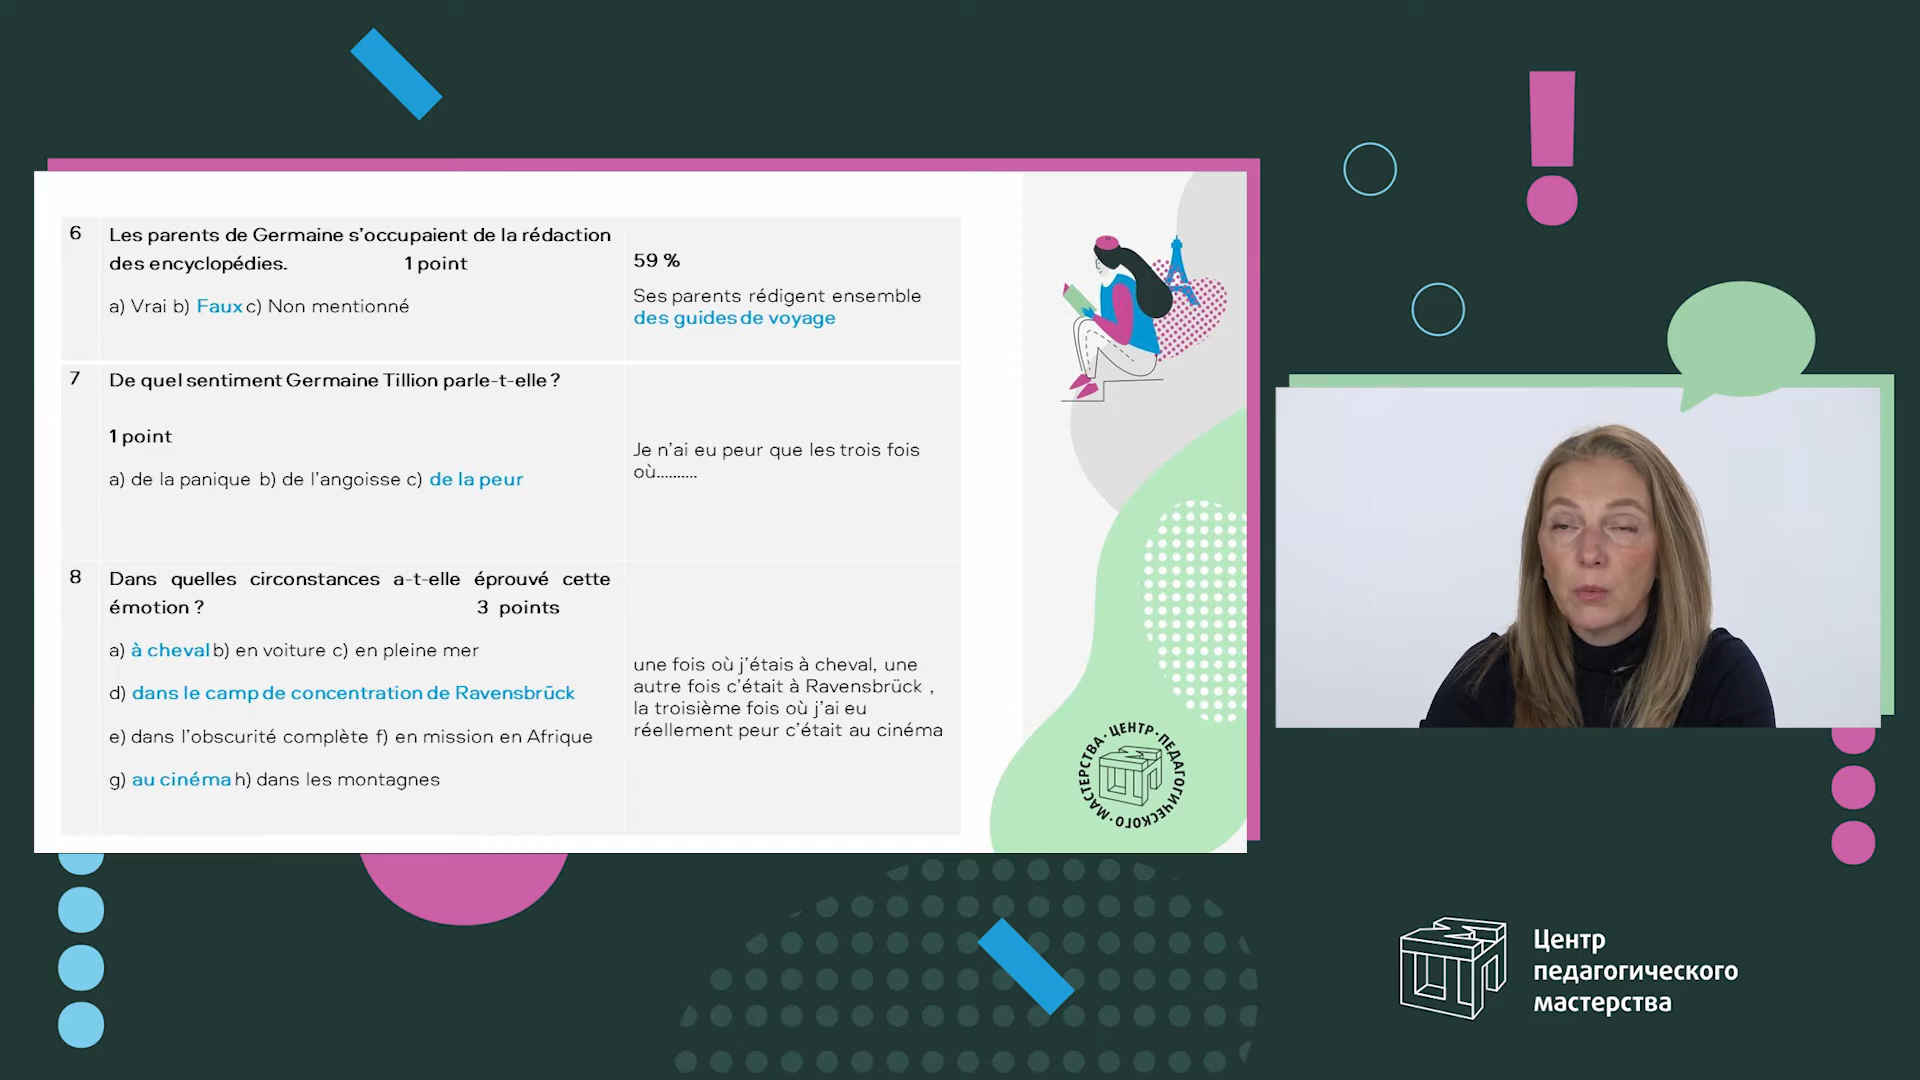 6
Les parents de Germaine s’occupaient de la rédaction
des encyclopédies. 1 point
a) Vrai b) Faux c) Non mentionné
59 %
Ses parents rédigent ensemble
des guides de voyage
7
De quel sentiment Germaine Tillion parle-t-elle ?
1 point
a) de la panique b) de l’angoisse c) de la peur
Je n’ai eu peur que les trois fois
où..........
8
Dans quelles circonstances a-t-elle éprouvé cette
émotion ? 3 points
a) à cheval b) en voiture c) en pleine mer
d) dans le camp de concentration de Ravensbrück
e) dans l’obscurité complète f) en mission en Afrique
g) au cinéma h) dans les montagnes
une fois où j’étais à cheval, une
autre fois c’était à Ravensbrück ,
la troisième fois où j’ai eu
réellement peur c’était au cinéma
ЦЕНТР·ПЕДАГОГИЧЕСКОГО·МАСТЕРСТВА·
Центр
педагогического
мастерства